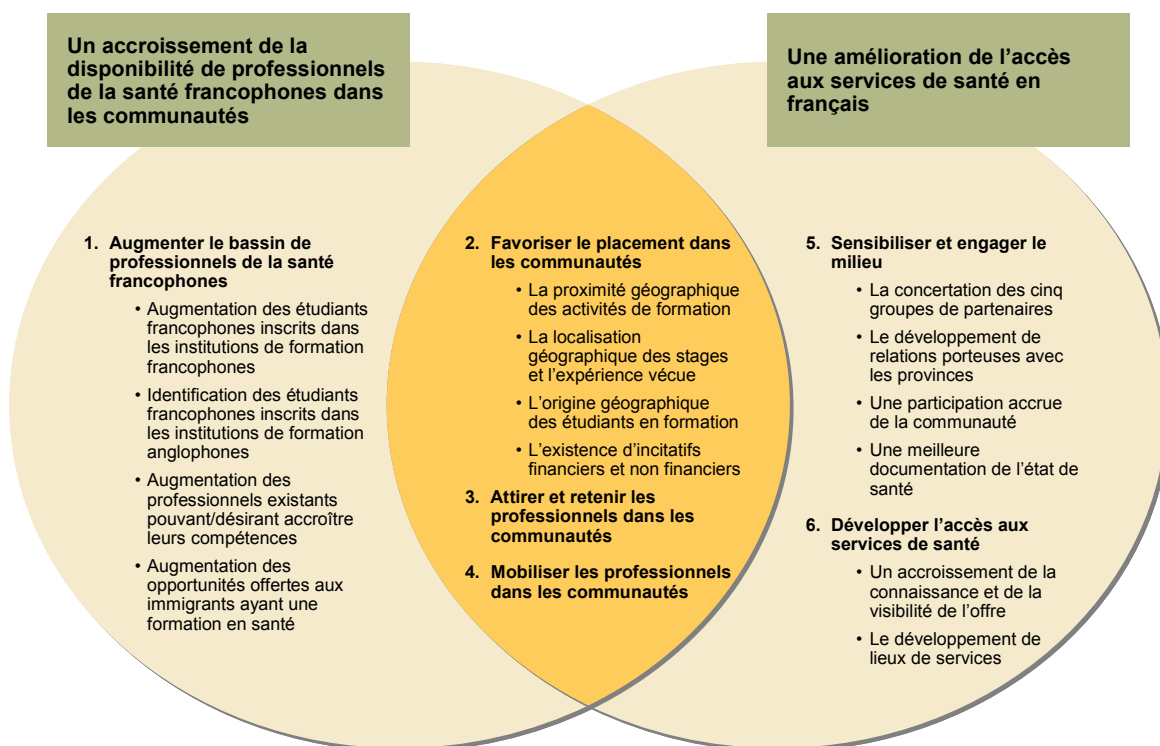 Un accroissement de la
disponibilité de professionnels
de la santé francophones dans
les communautés
Une amélioration de l’accès
aux services de santé en
français
1. Augmenter le bassin de
professionnels de la santé
francophones
• Augmentation des étudiants
francophones inscrits dans
les institutions de formation
francophones
• Identification des étudiants
francophones inscrits dans
les institutions de formation
anglophones
• Augmentation des
professionnels existants
pouvant/désirant accroître
leurs compétences
• Augmentation des
opportunités offertes aux
immigrants ayant une
formation en santé
2. Favoriser le placement dans
les communautés
• La proximité géographique
des activités de formation
• La localisation
géographique des stages
et l’expérience vécue
• L’origine géographique
des étudiants en formation
• L’existence d’incitatifs
financiers et non financiers
3. Attirer et retenir les
professionnels dans les
communautés
4. Mobiliser les professionnels
dans les communautés
5. Sensibiliser et engager le
milieu
• La concertation des cinq
groupes de partenaires
• Le développement de
relations porteuses avec
les provinces
• Une participation accrue
de la communauté
• Une meilleure
documentation de l’état de
santé
6. Développer l’accès aux
services de santé
• Un accroissement de la
connaissance et de la
visibilité de l’offre
• Le développement de
lieux de services